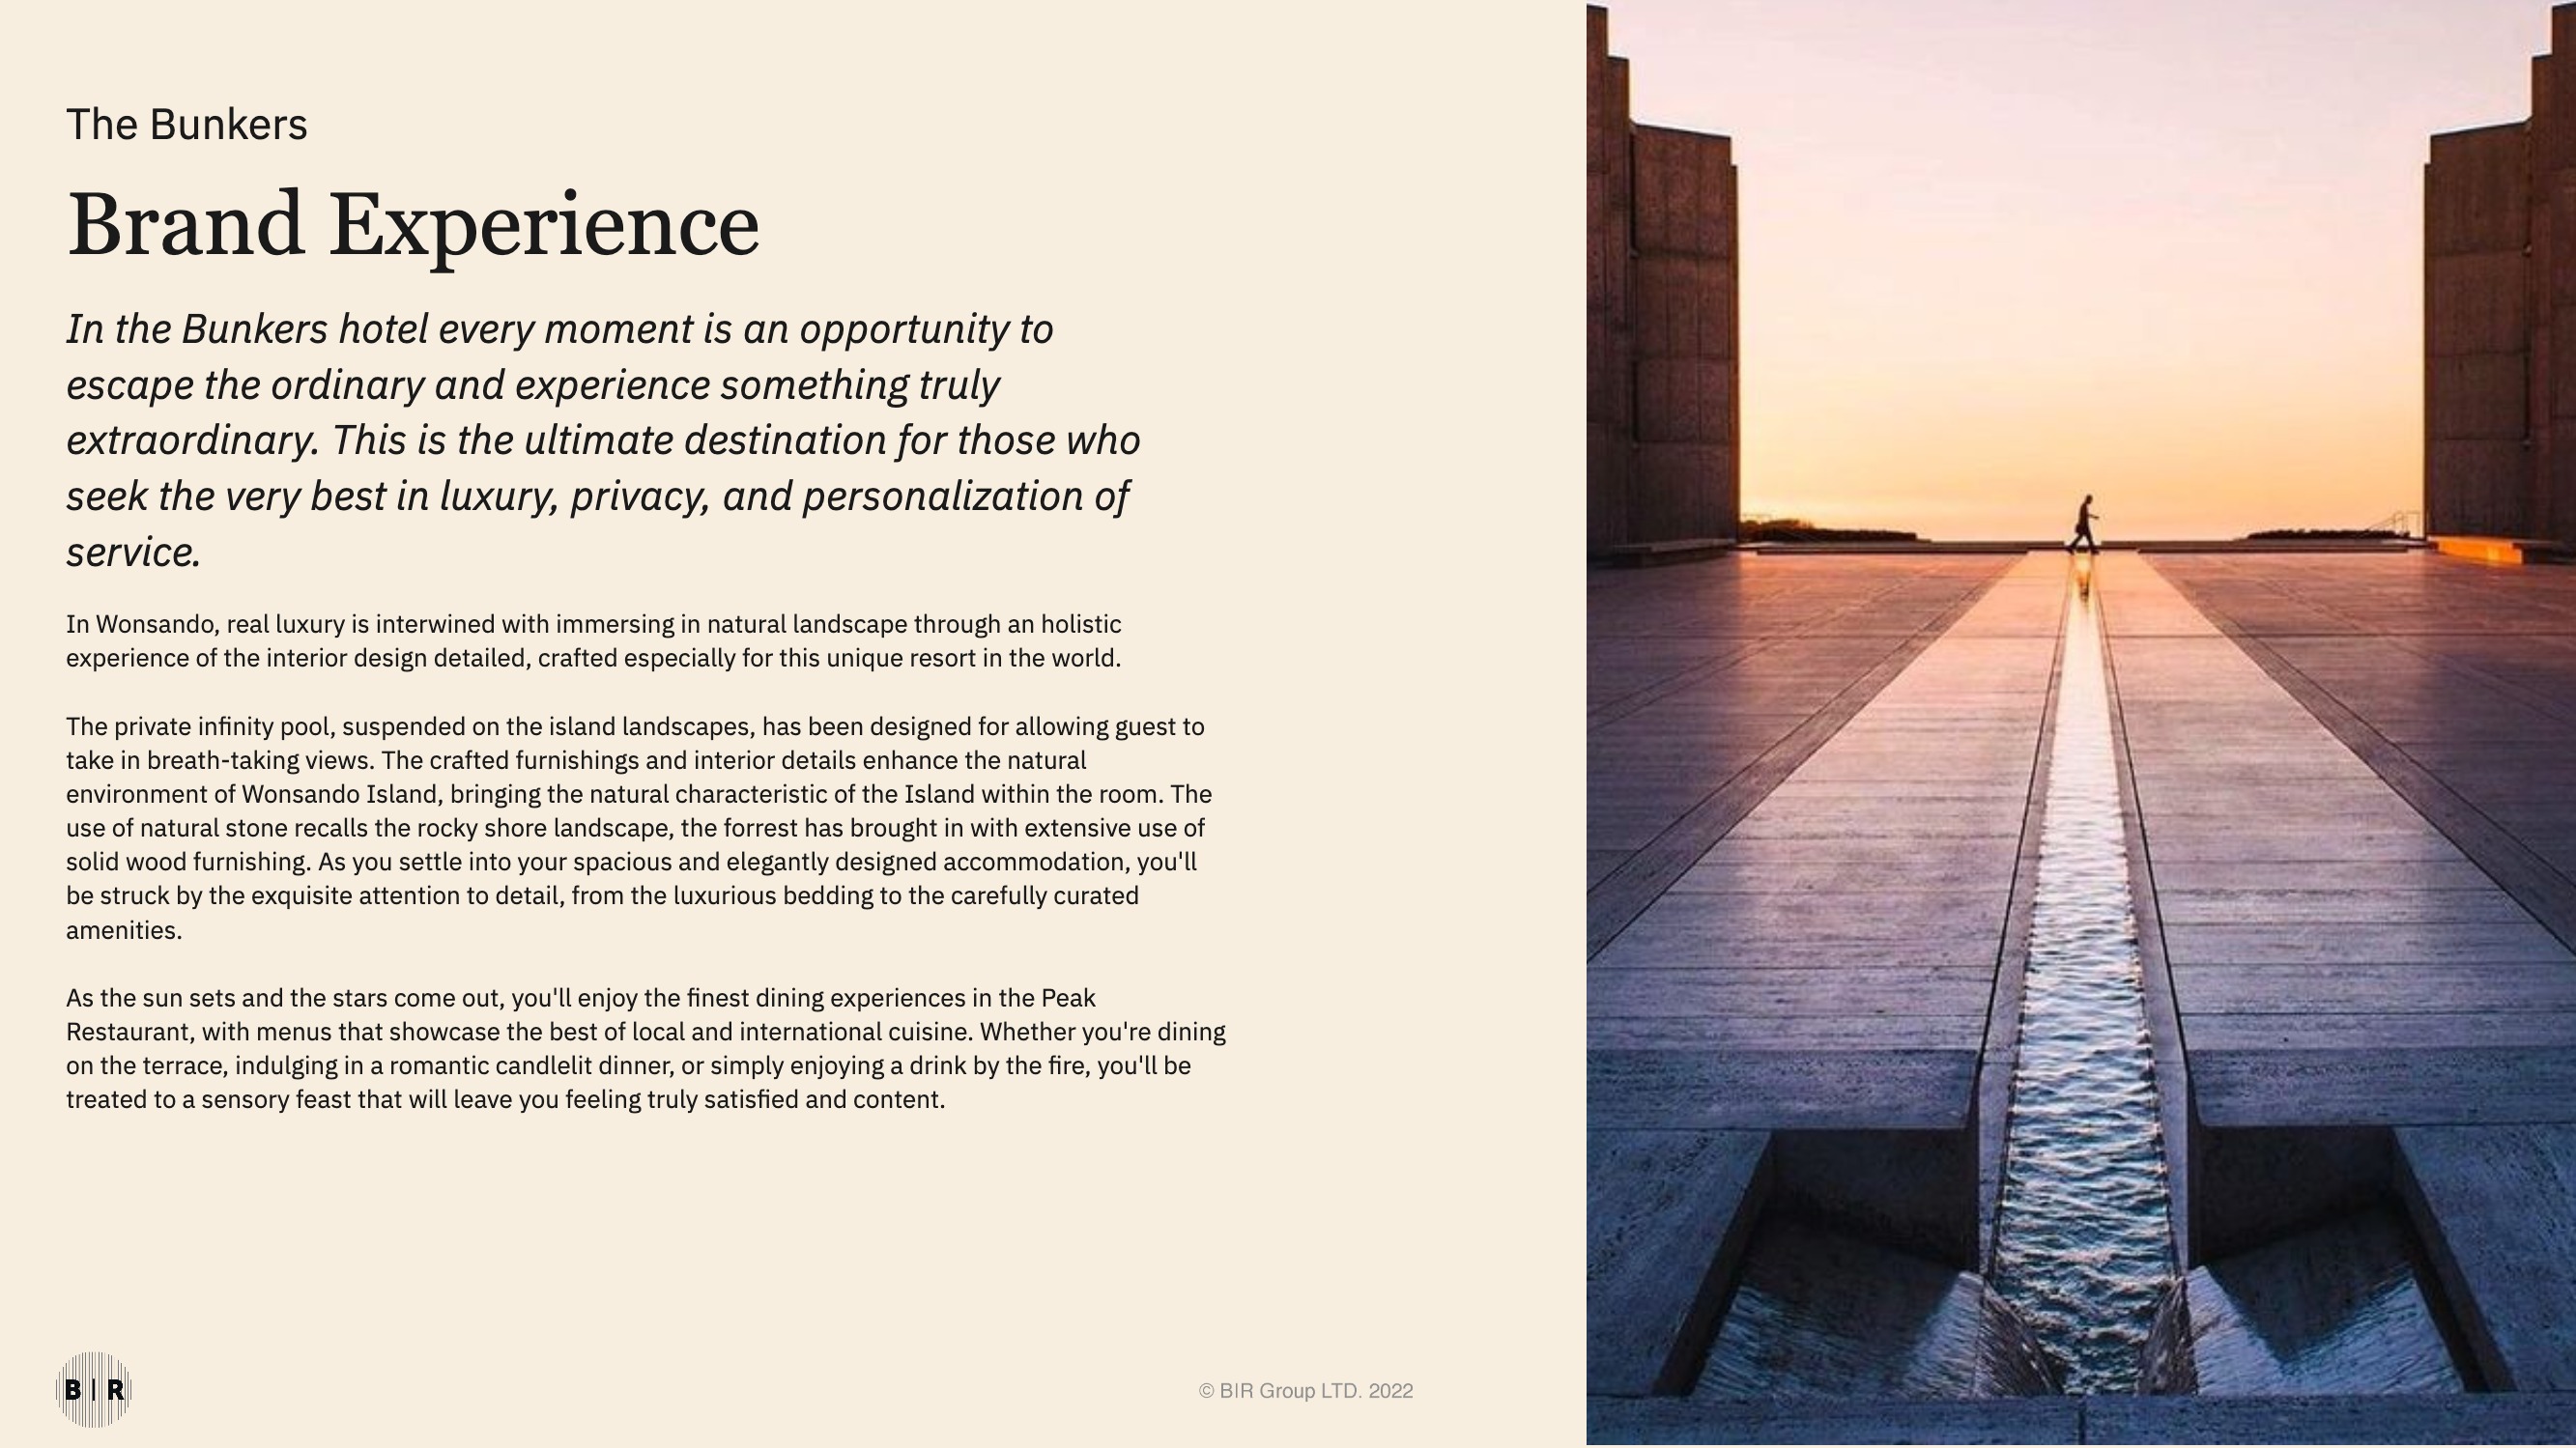 The Bunkers
Brand Experience
In the Bunkers hotel every moment is an opportunity to
escape the ordinary and experience something truly
extraordinary. This is the ultimate destination for those who
seek the very best in luxury, privacy, and personalization of
service.
In Wonsando, real luxury is interwined with immersing in natural landscape through an holistic
experience of the interior design detailed, crafted especially for this unique resort in the world.
The private infinity pool, suspended on the island landscapes, has been designed for allowing guest to
take in breath-taking views. The crafted furnishings and interior details enhance the natural
environment of Wonsando Island, bringing the natural characteristic of the Island within the room. The
use of natural stone recalls the rocky shore landscape, the forrest has brought in with extensive use of
solid wood furnishing. As you settle into your spacious and elegantly designed accommodation, you'll
be struck by the exquisite attention to detail, from the luxurious bedding to the carefully curated
amenities.
As the sun sets and the stars come out, you'll enjoy the finest dining experiences in the Peak
Restaurant, with menus that showcase the best of local and international cuisine. Whether you're dining
on the terrace, indulging in a romantic candlelit dinner, or simply enjoying a drink by the fire, you'll be
treated to a sensory feast that will leave you feeling truly satisfied and content.
B | R
© BIR Group LTD. 2022